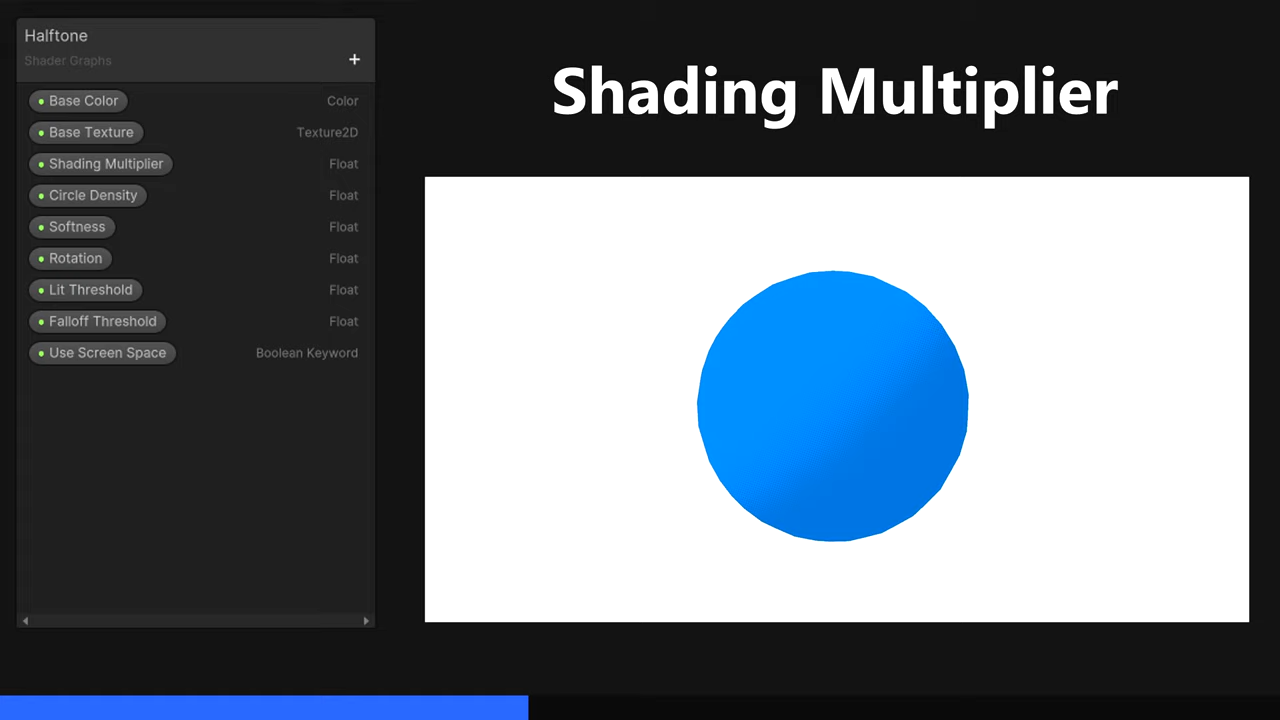 Halftone
Shader Graphs
+
Base Color Color
Base Texture Texture2D
Shading Multiplier Float
Circle Density Float
Softness Float
Rotation Float
Lit Threshold Float
Falloff Threshold Float
Use Screen Space Boolean Keyword
Shading Multiplier